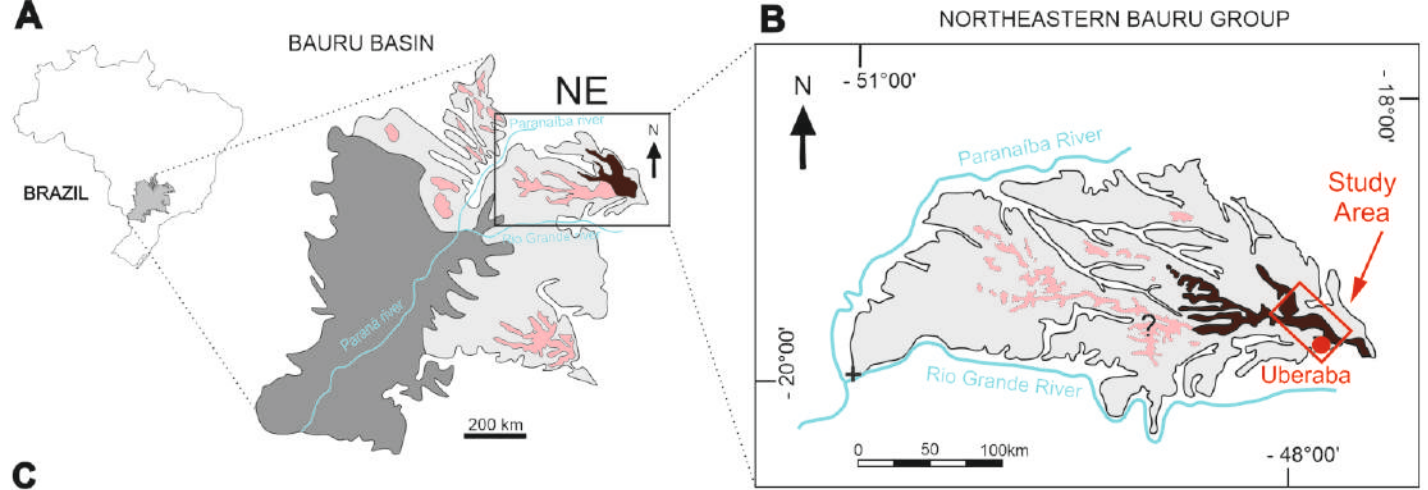 A
BAURU BASIN
BRAZIL
NE
Paranaíba river
N
Rio Grande river
Paraná river
200 km
B
NORTHEASTERN BAURU GROUP
- 51°00'
- 18°00'
N
Paranaíba River
Study
Area
?
- 20°00'
Rio Grande River
Uberaba
0 50 100km
- 48°00'
C